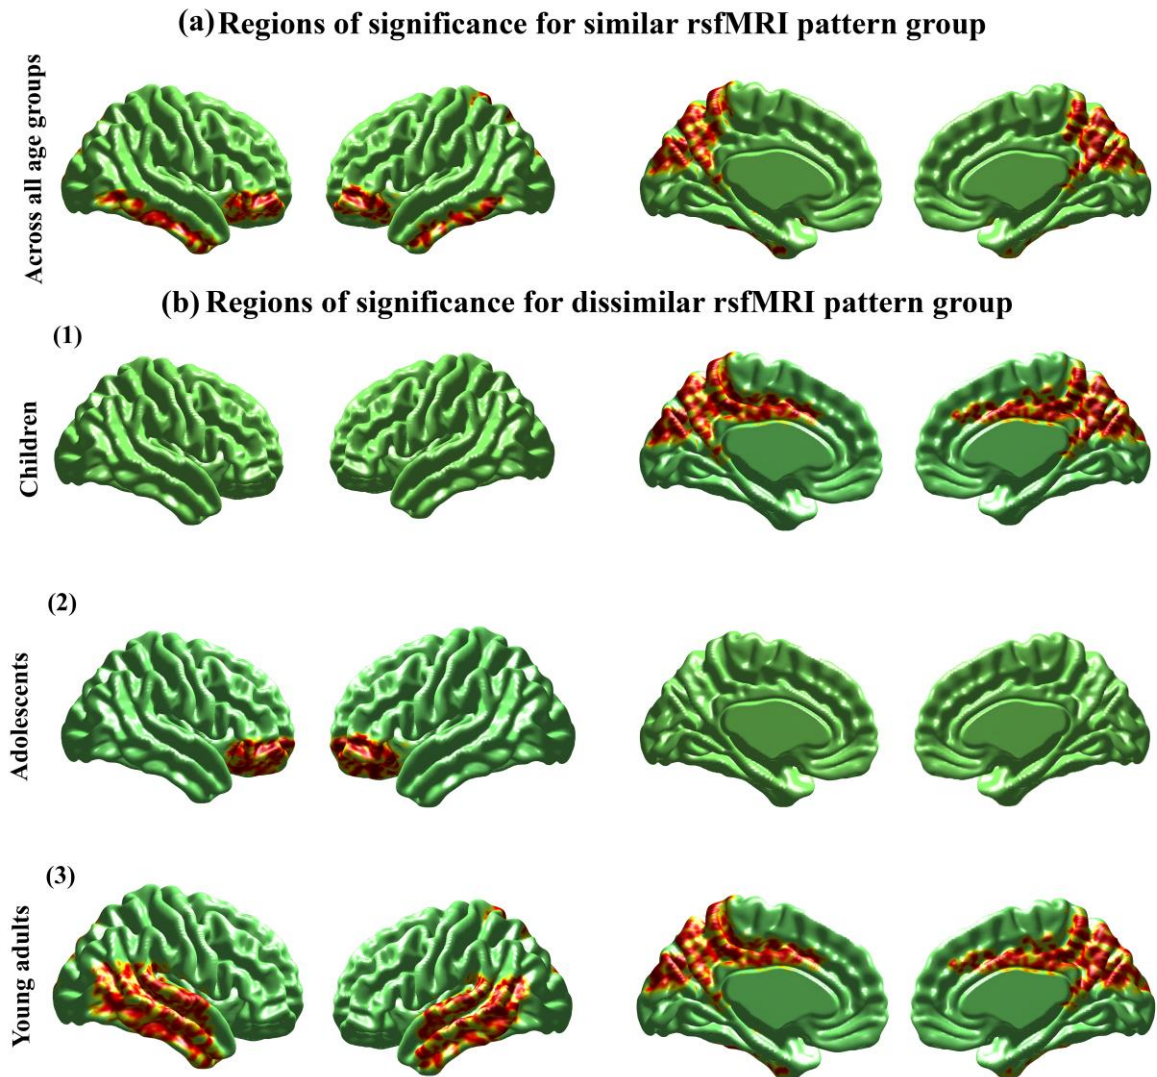 (a) Regions of significance for similar rsfMRI pattern group
Across all age groups
(b) Regions of significance for dissimilar rsfMRI pattern group
(1)
Children
(2)
Adolescents
(3)
Young adults